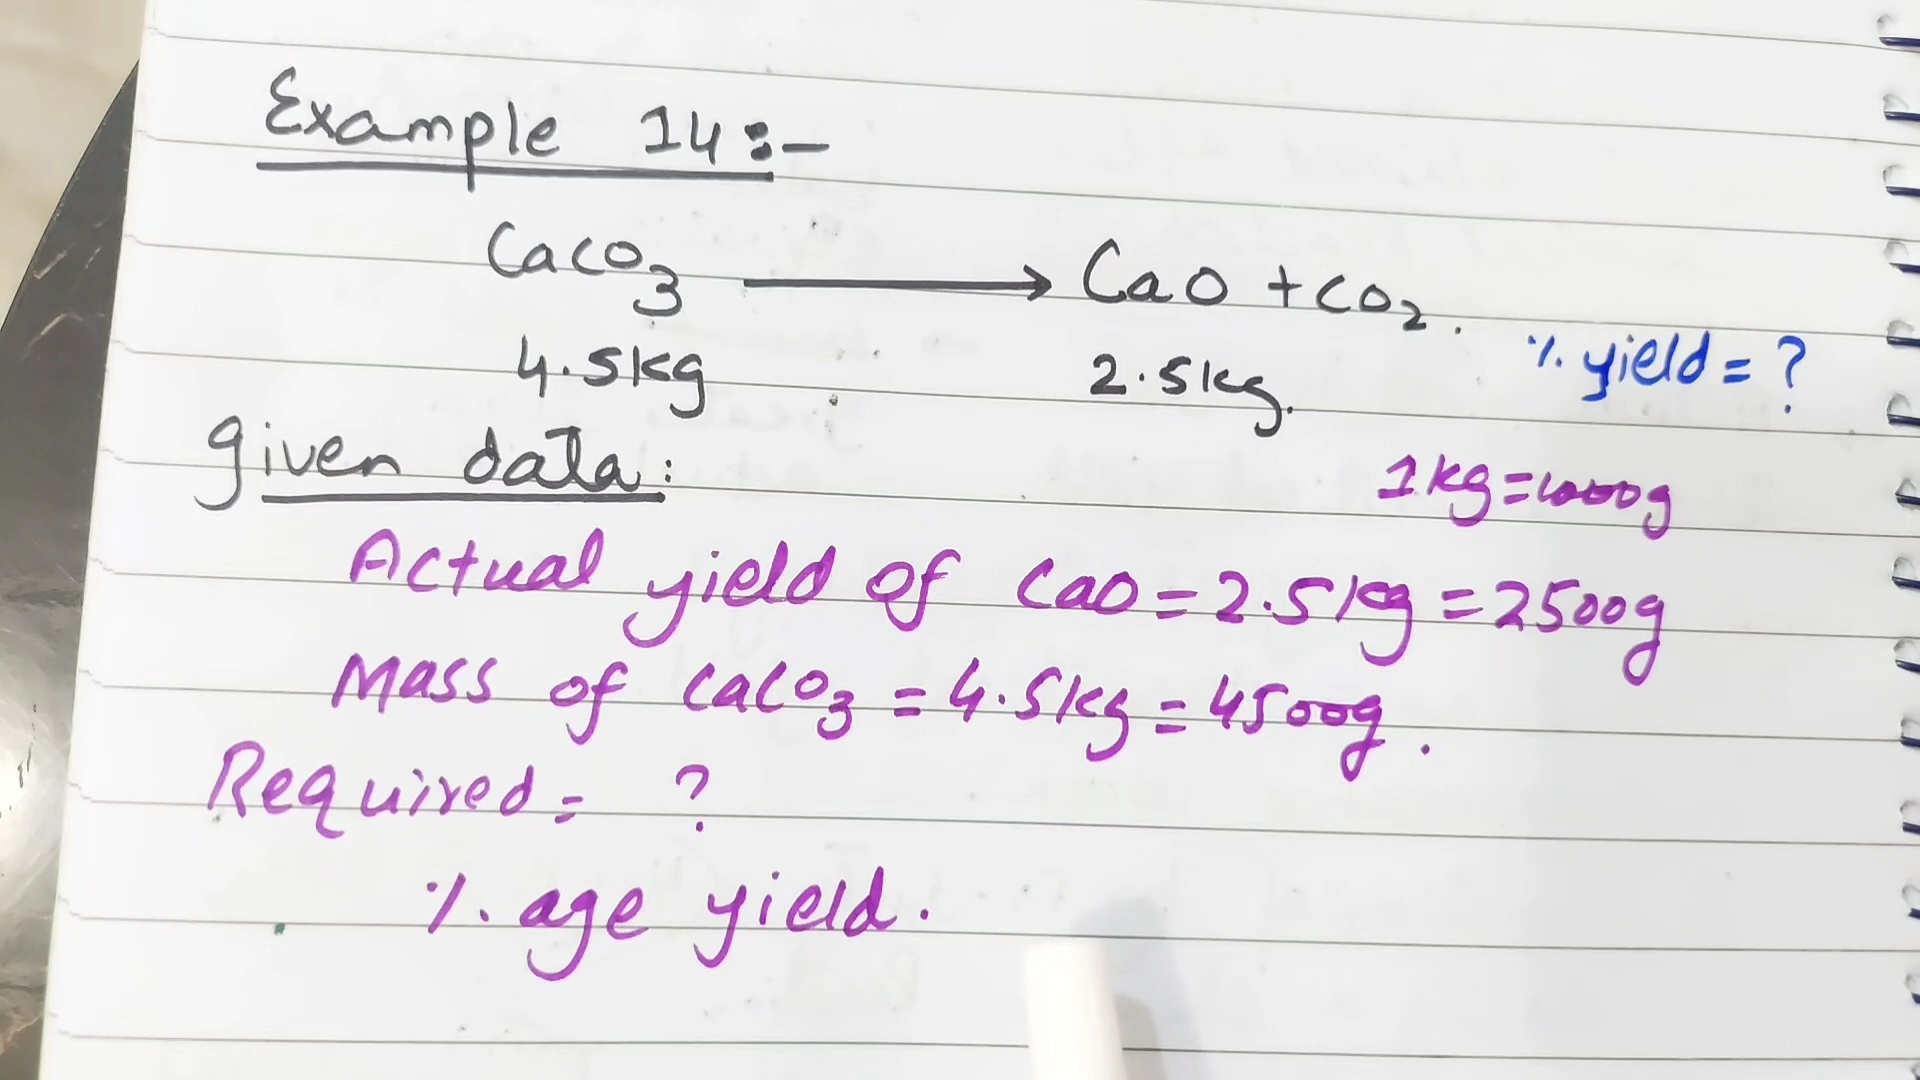 Example 14:-
CaCO3 → CaO + CO2.
4.5kg 2.5kg. % yield = ?
given data:
1kg=1000g
Actual yield of CaO = 2.5kg = 2500g
Mass of CaCO3 = 4.5kg = 4500g.
Required = ?
% age yield.